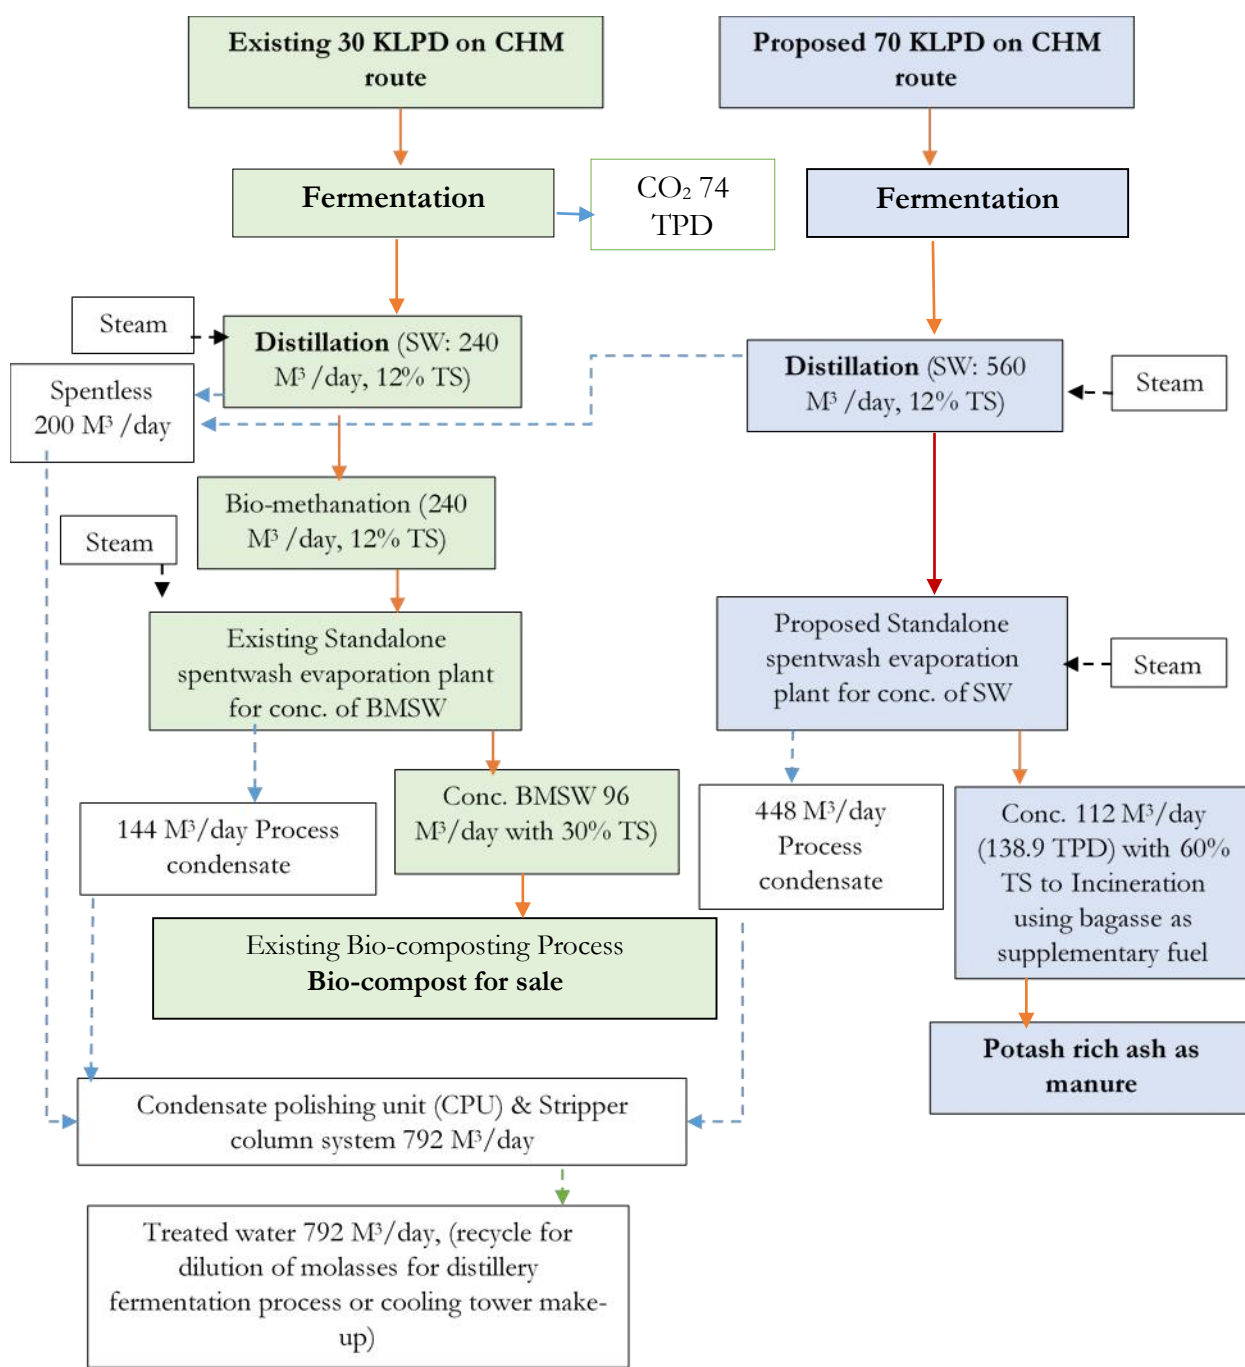 Existing 30 KLPD on CHM
route
Proposed 70 KLPD on CHM
route
Fermentation
CO₂ 74
TPD
Fermentation
Steam
Distillation (SW: 240
M³ /day, 12% TS)
Distillation (SW: 560
M³ /day, 12% TS)
Steam
Spentless
200 M³ /day
Bio-methanation (240
M³ /day, 12% TS)
Steam
Existing Standalone
spentwash evaporation plant
for conc. of BMSW
Proposed Standalone
spentwash evaporation
plant for conc. of SW
Steam
144 M³/day Process
condensate
Conc. BMSW 96
M³/day with 30% TS)
448 M³/day
Process
condensate
Conc. 112 M³/day
(138.9 TPD) with 60%
TS to Incineration
using bagasse as
supplementary fuel
Existing Bio-composting Process
Bio-compost for sale
Potash rich ash as
manure
Condensate polishing unit (CPU) & Stripper
column system 792 M³/day
Treated water 792 M³/day, (recycle for
dilution of molasses for distillery
fermentation process or cooling tower make-
up)